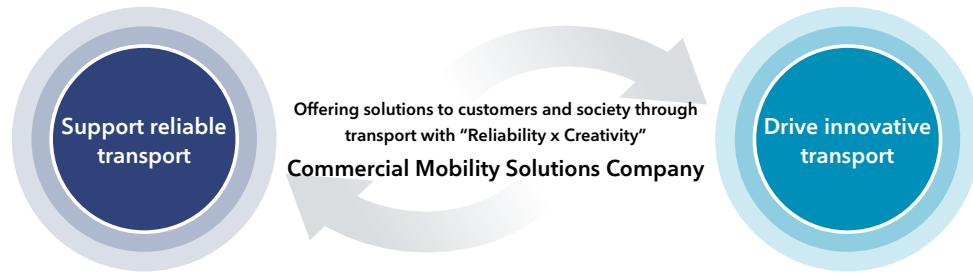 Support reliable
transport
Offering solutions to customers and society through
transport with “Reliability x Creativity”
Commercial Mobility Solutions Company
Drive innovative
transport